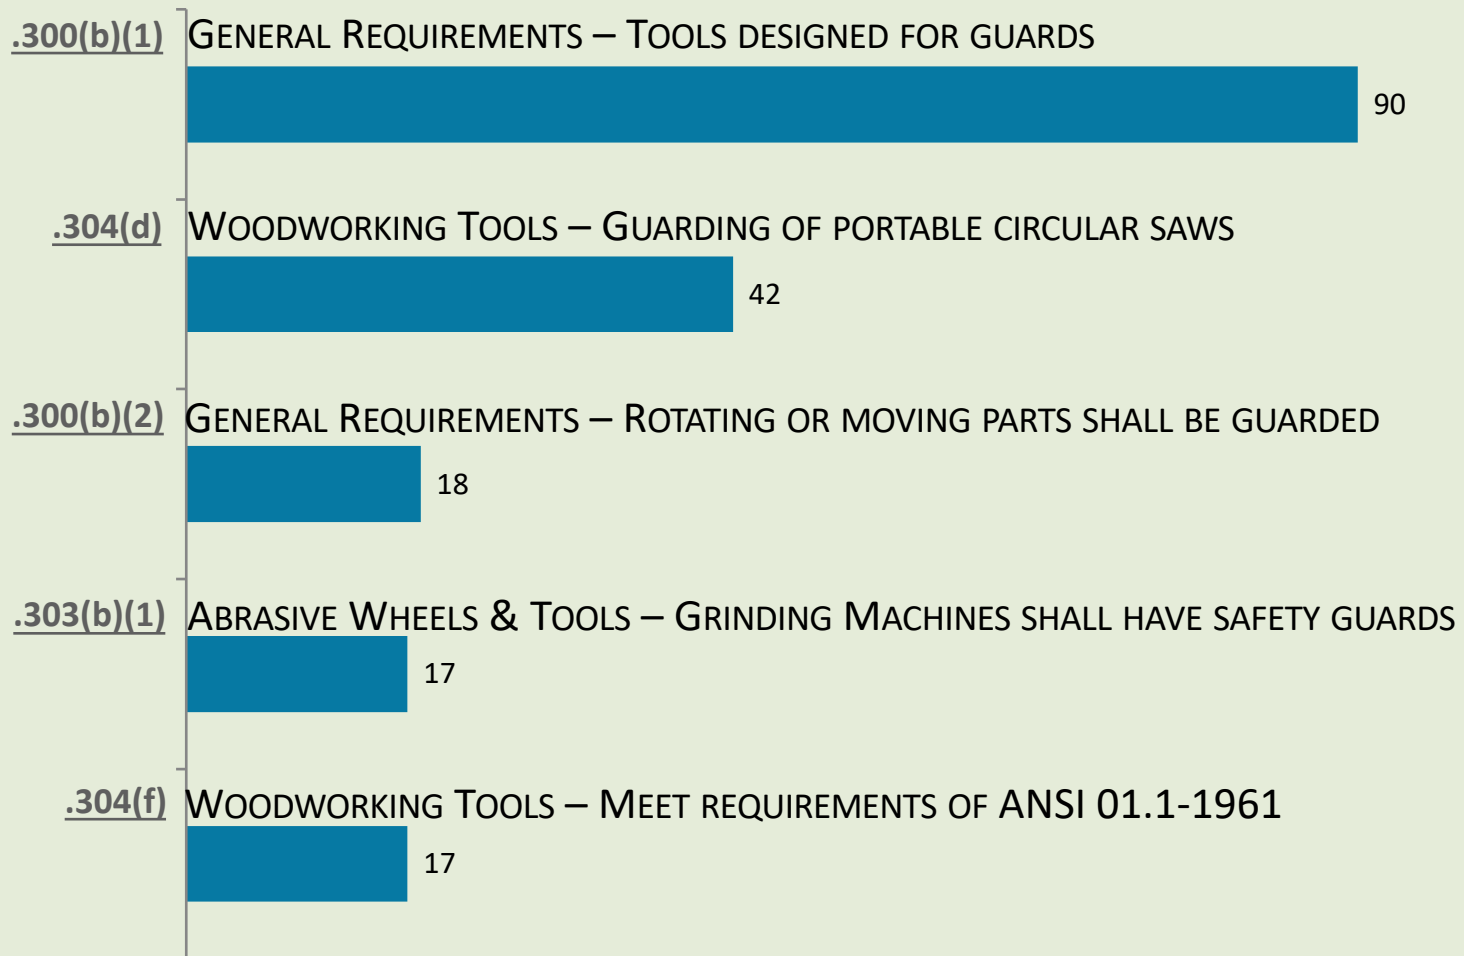 .300(b)(1) General Requirements – Tools designed for guards
90
.304(d) Woodworking Tools – Guarding of portable circular saws
42
.300(b)(2) General Requirements – Rotating or moving parts shall be guarded
18
.303(b)(1) Abrasive Wheels & Tools – Grinding Machines shall have safety guards
17
.304(f) Woodworking Tools – Meet requirements of ANSI 01.1-1961
17